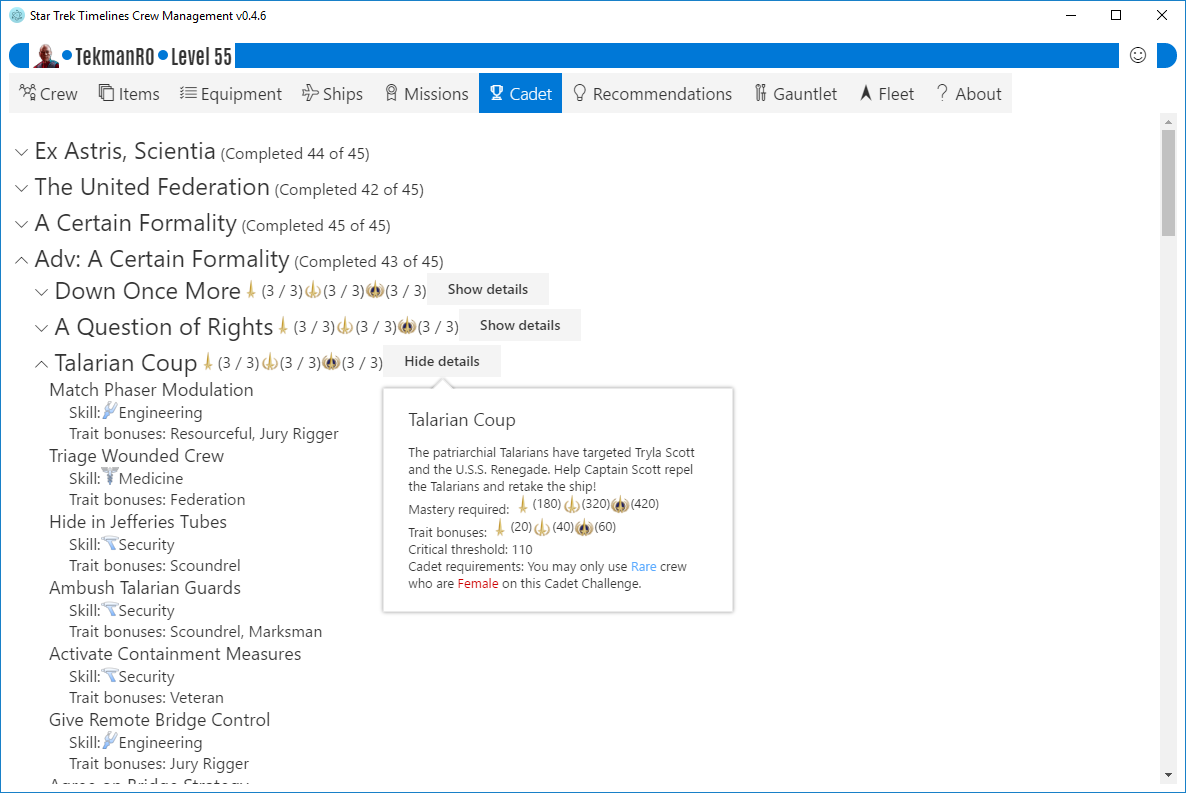 Star Trek Timelines Crew Management v0.4.6
TekmanRO Level 55
Crew Items Equipment Ships Missions Cadet Recommendations Gauntlet Fleet About
Ex Astris, Scientia (Completed 44 of 45)
The United Federation (Completed 42 of 45)
A Certain Formality (Completed 45 of 45)
Adv: A Certain Formality (Completed 43 of 45)
Down Once More (3 / 3) (3 / 3) (3 / 3) Show details
A Question of Rights (3 / 3) (3 / 3) (3 / 3) Show details
Talarian Coup (3 / 3) (3 / 3) (3 / 3) Hide details
Match Phaser Modulation
Skill: Engineering
Trait bonuses: Resourceful, Jury Rigger
Triage Wounded Crew
Skill: Medicine
Trait bonuses: Federation
Hide in Jefferies Tubes
Skill: Security
Trait bonuses: Scoundrel
Ambush Talarian Guards
Skill: Security
Trait bonuses: Scoundrel, Marksman
Activate Containment Measures
Skill: Security
Trait bonuses: Veteran
Give Remote Bridge Control
Skill: Engineering
Trait bonuses: Jury Rigger
Agree on Bridge Strategy
Talarian Coup
The patriarchial Talarians have targeted Tryla Scott
and the U.S.S. Renegade. Help Captain Scott repel
the Talarians and retake the ship!
Mastery required: (180) (320) (420)
Trait bonuses: (20) (40) (60)
Critical threshold: 110
Cadet requirements: You may only use Rare crew
who are Female on this Cadet Challenge.